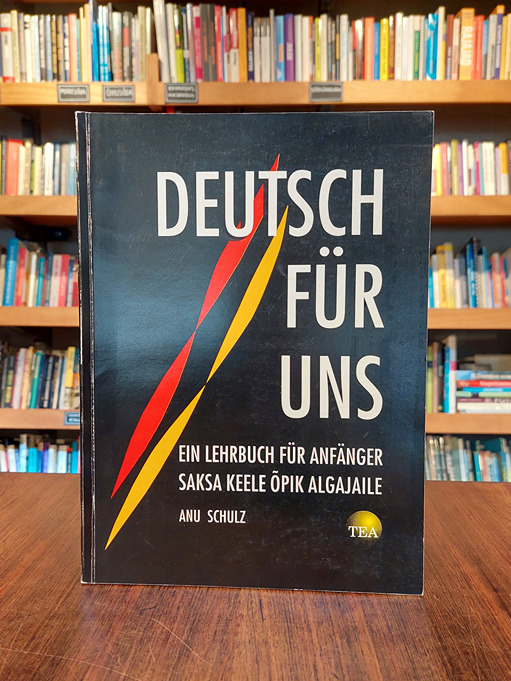 DEUTSCH
FÜR
UNS
EIN LEHRBUCH FÜR ANFÄNGER
SAKSA KEELE ÕPIK ALGAJAILE
ANU SCHULZ
TEA